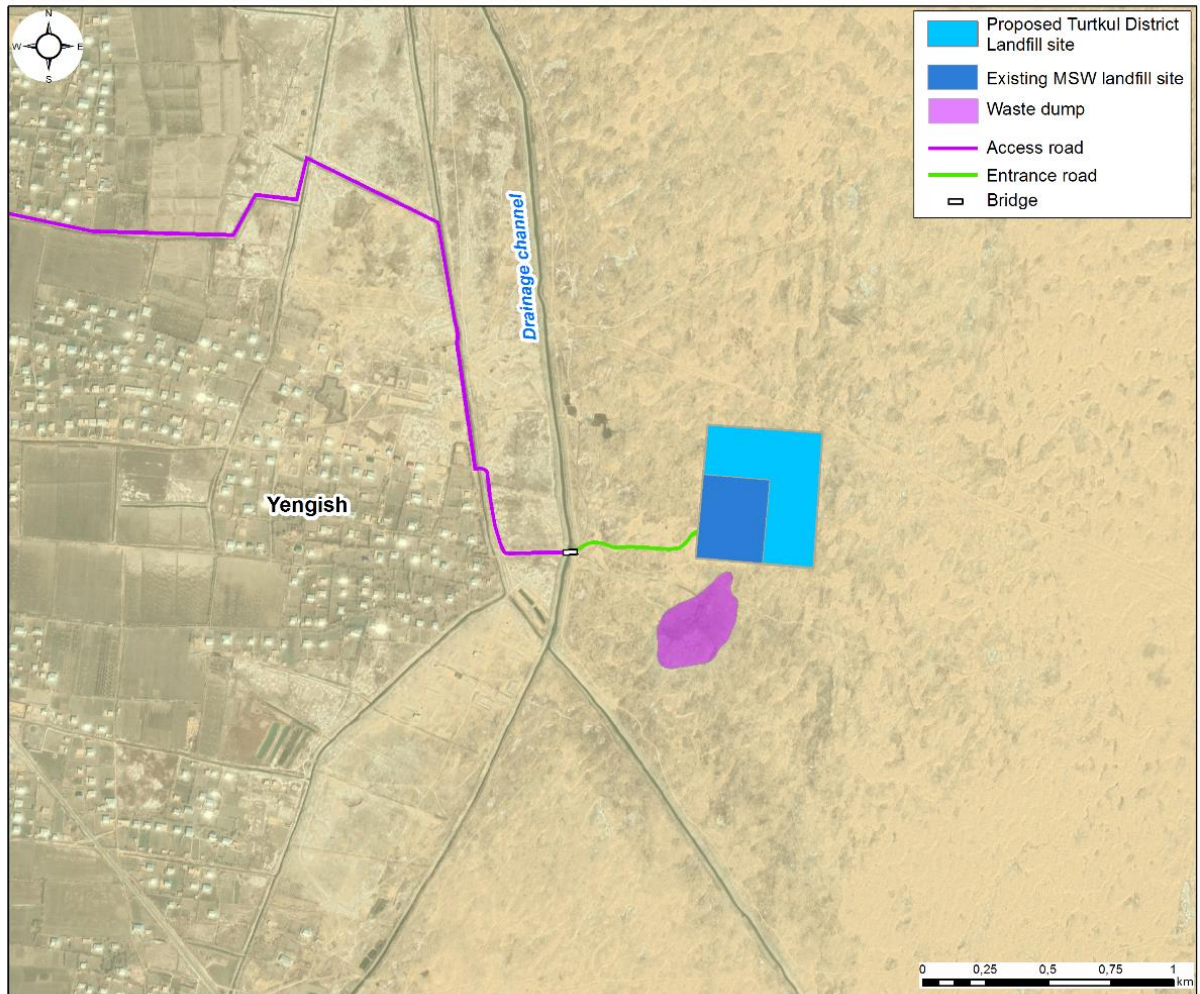 N
W
E
S
Proposed Turtkul District
Landfill site
Existing MSW landfill site
Waste dump
Access road
Entrance road
Bridge
Drainage channel
Yengish
0 0,25 0,5 0,75 1
km